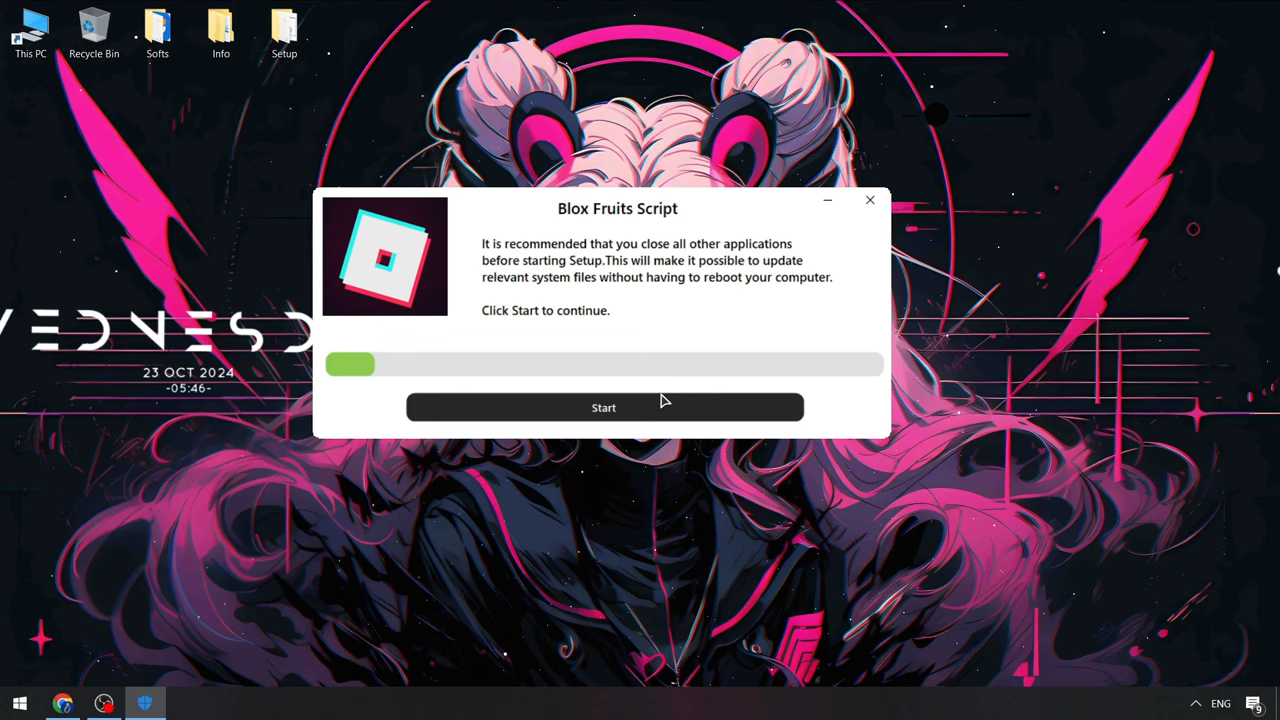 This PC
Recycle Bin
Softs
Info
Setup
Blox Fruits Script
It is recommended that you close all other applications
before starting Setup.This will make it possible to update
relevant system files without having to reboot your computer.
Click Start to continue.
Start
23 OCT 2024
-05:46-
ENG
9